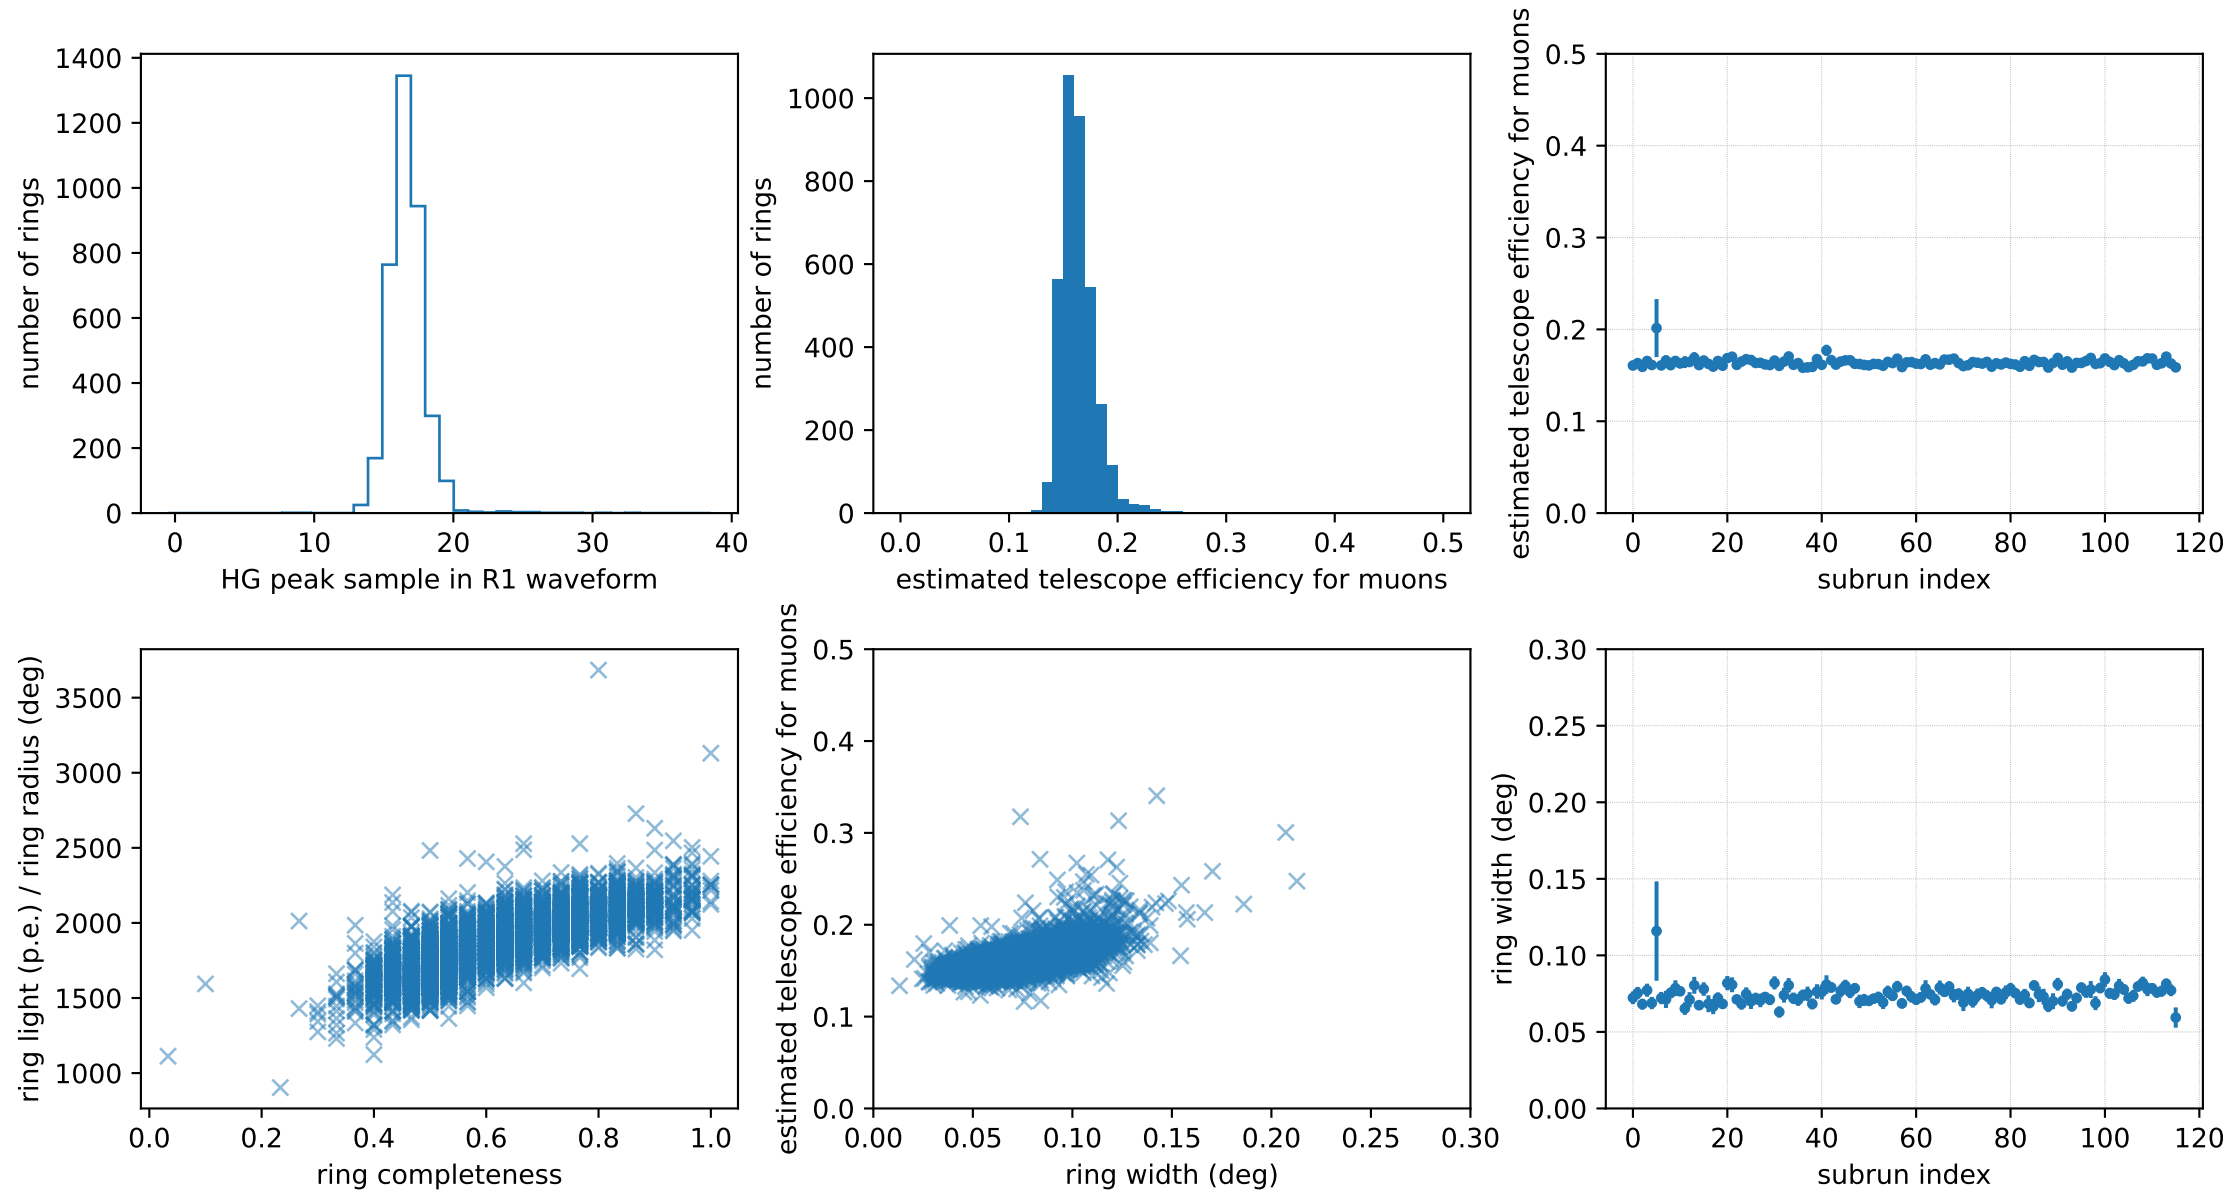 number of rings
1400
1200
1000
800
600
400
200
0
0 10 20 30 40
HG peak sample in R1 waveform
number of rings
1000
800
600
400
200
0
0.0 0.1 0.2 0.3 0.4 0.5
estimated telescope efficiency for muons
estimated telescope efficiency for muons
0.5
0.4
0.3
0.2
0.1
0.0
0 20 40 60 80 100 120
subrun index
ring light (p.e.) / ring radius (deg)
3500
3000
2500
2000
1500
1000
0.0 0.2 0.4 0.6 0.8 1.0
ring completeness
estimated telescope efficiency for muons
0.5
0.4
0.3
0.2
0.1
0.0
0.00 0.05 0.10 0.15 0.20 0.25 0.30
ring width (deg)
ring width (deg)
0.30
0.25
0.20
0.15
0.10
0.05
0.00
0 20 40 60 80 100 120
subrun index